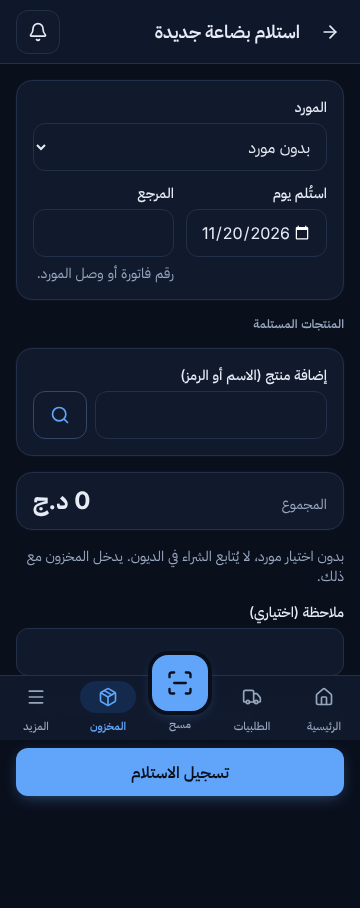 استلام بضاعة جديدة
المورد
بدون مورد
استُلم يوم
المرجع
11/20/2026
رقم فاتورة أو وصل المورد.
المنتجات المستلمة
إضافة منتج (الاسم أو الرمز)
المجموع
0 د.ج
بدون اختيار مورد، لا يُتابع الشراء في الديون. يدخل المخزون مع
ذلك.
ملاحظة (اختياري)
الرئيسية
الطلبيات
مسح
المخزون
المزيد
تسجيل الاستلام